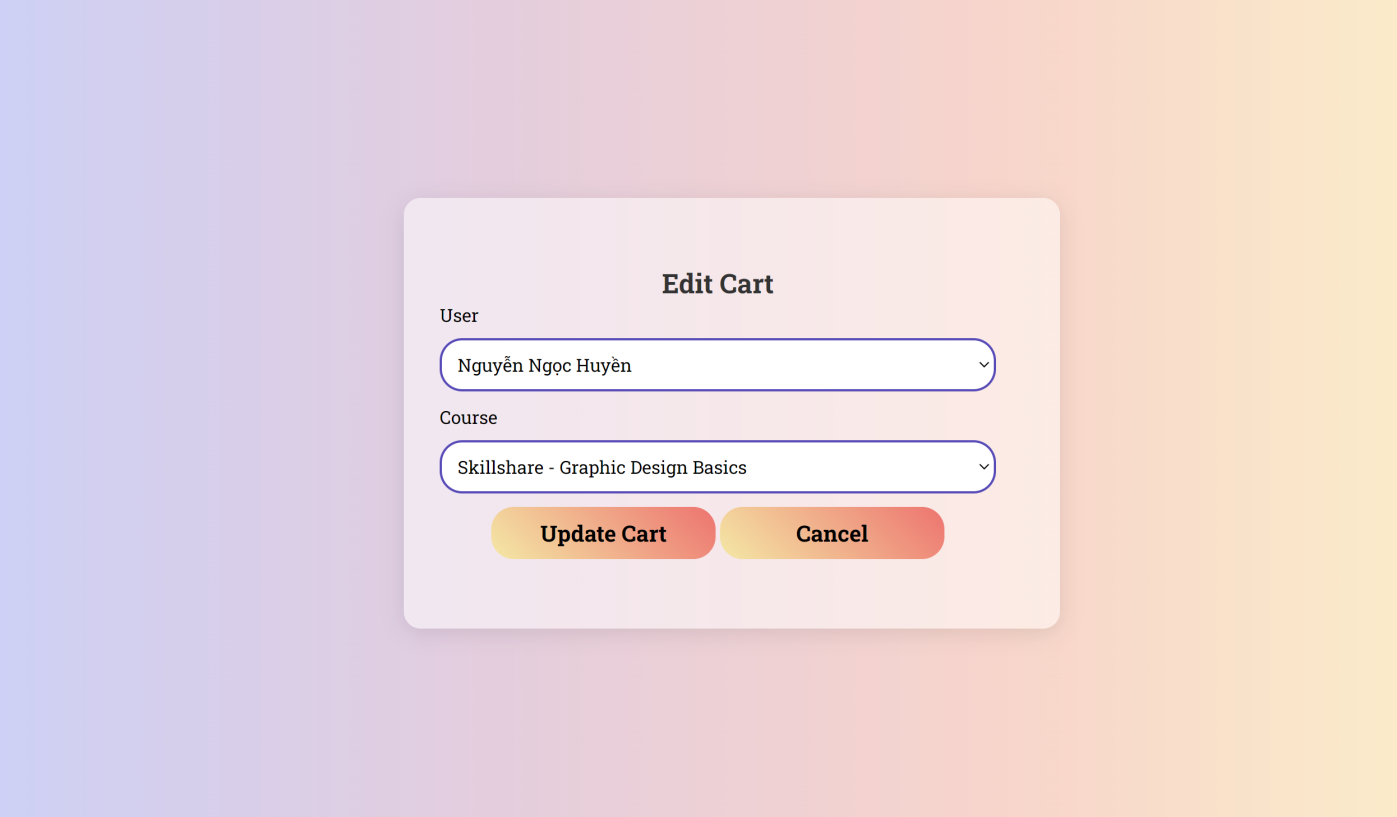 Edit Cart
User
Nguyễn Ngọc Huyền
Course
Skillshare - Graphic Design Basics
Update Cart Cancel